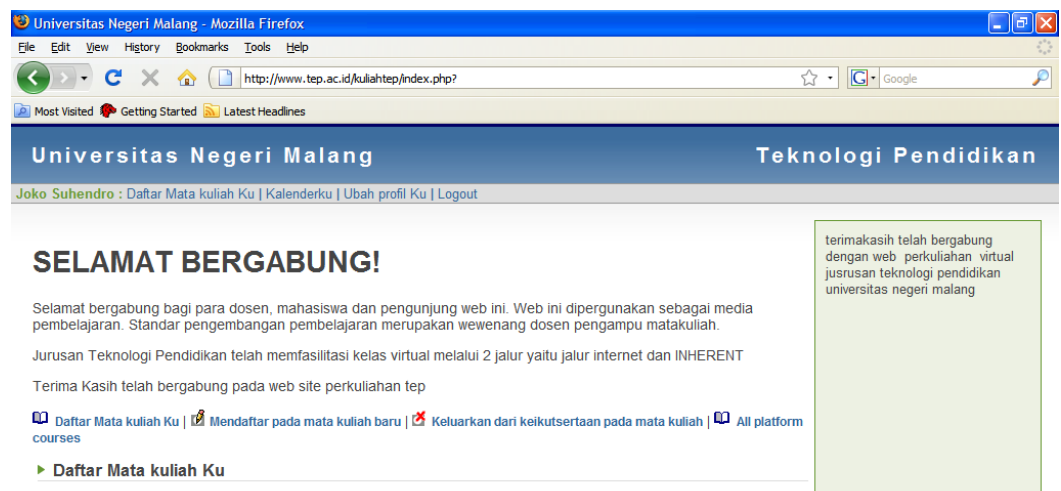 Universitas Negeri Malang - Mozilla Firefox
File Edit View History Bookmarks Tools Help
http://www.tep.ac.id/kuliahtep/index.php?
G Google
Most Visited Getting Started Latest Headlines
Universitas Negeri Malang Teknologi Pendidikan
Joko Suhendro : Daftar Mata kuliah Ku | Kalenderku | Ubah profil Ku | Logout
SELAMAT BERGABUNG!
Selamat bergabung bagi para dosen, mahasiswa dan pengunjung web ini. Web ini dipergunakan sebagai media
pembelajaran. Standar pengembangan pembelajaran merupakan wewenang dosen pengampu matakuliah.
Jurusan Teknologi Pendidikan telah memfasilitasi kelas virtual melalui 2 jalur yaitu jalur internet dan INHERENT
Terima Kasih telah bergabung pada web site perkuliahan tep
Daftar Mata kuliah Ku | Mendaftar pada mata kuliah baru | Keluarkan dari keikutsertaan pada mata kuliah | All platform
courses
Daftar Mata kuliah Ku
terimakasih telah bergabung
dengan web perkuliahan virtual
jusrusan teknologi pendidikan
universitas negeri malang